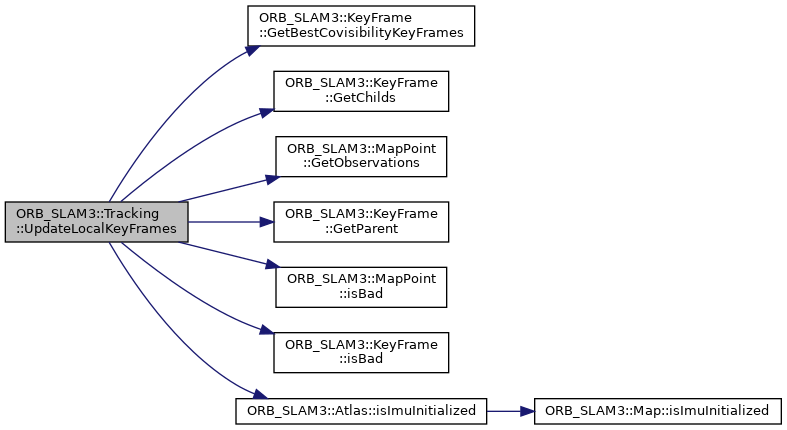 ORB_SLAM3::KeyFrame
::GetBestCovisibilityKeyFrames
ORB_SLAM3::KeyFrame
::GetChilds
ORB_SLAM3::MapPoint
::GetObservations
ORB_SLAM3::Tracking
::UpdateLocalKeyFrames
ORB_SLAM3::KeyFrame
::GetParent
ORB_SLAM3::MapPoint
::isBad
ORB_SLAM3::KeyFrame
::isBad
ORB_SLAM3::Atlas::isImuInitialized
ORB_SLAM3::Map::isImuInitialized